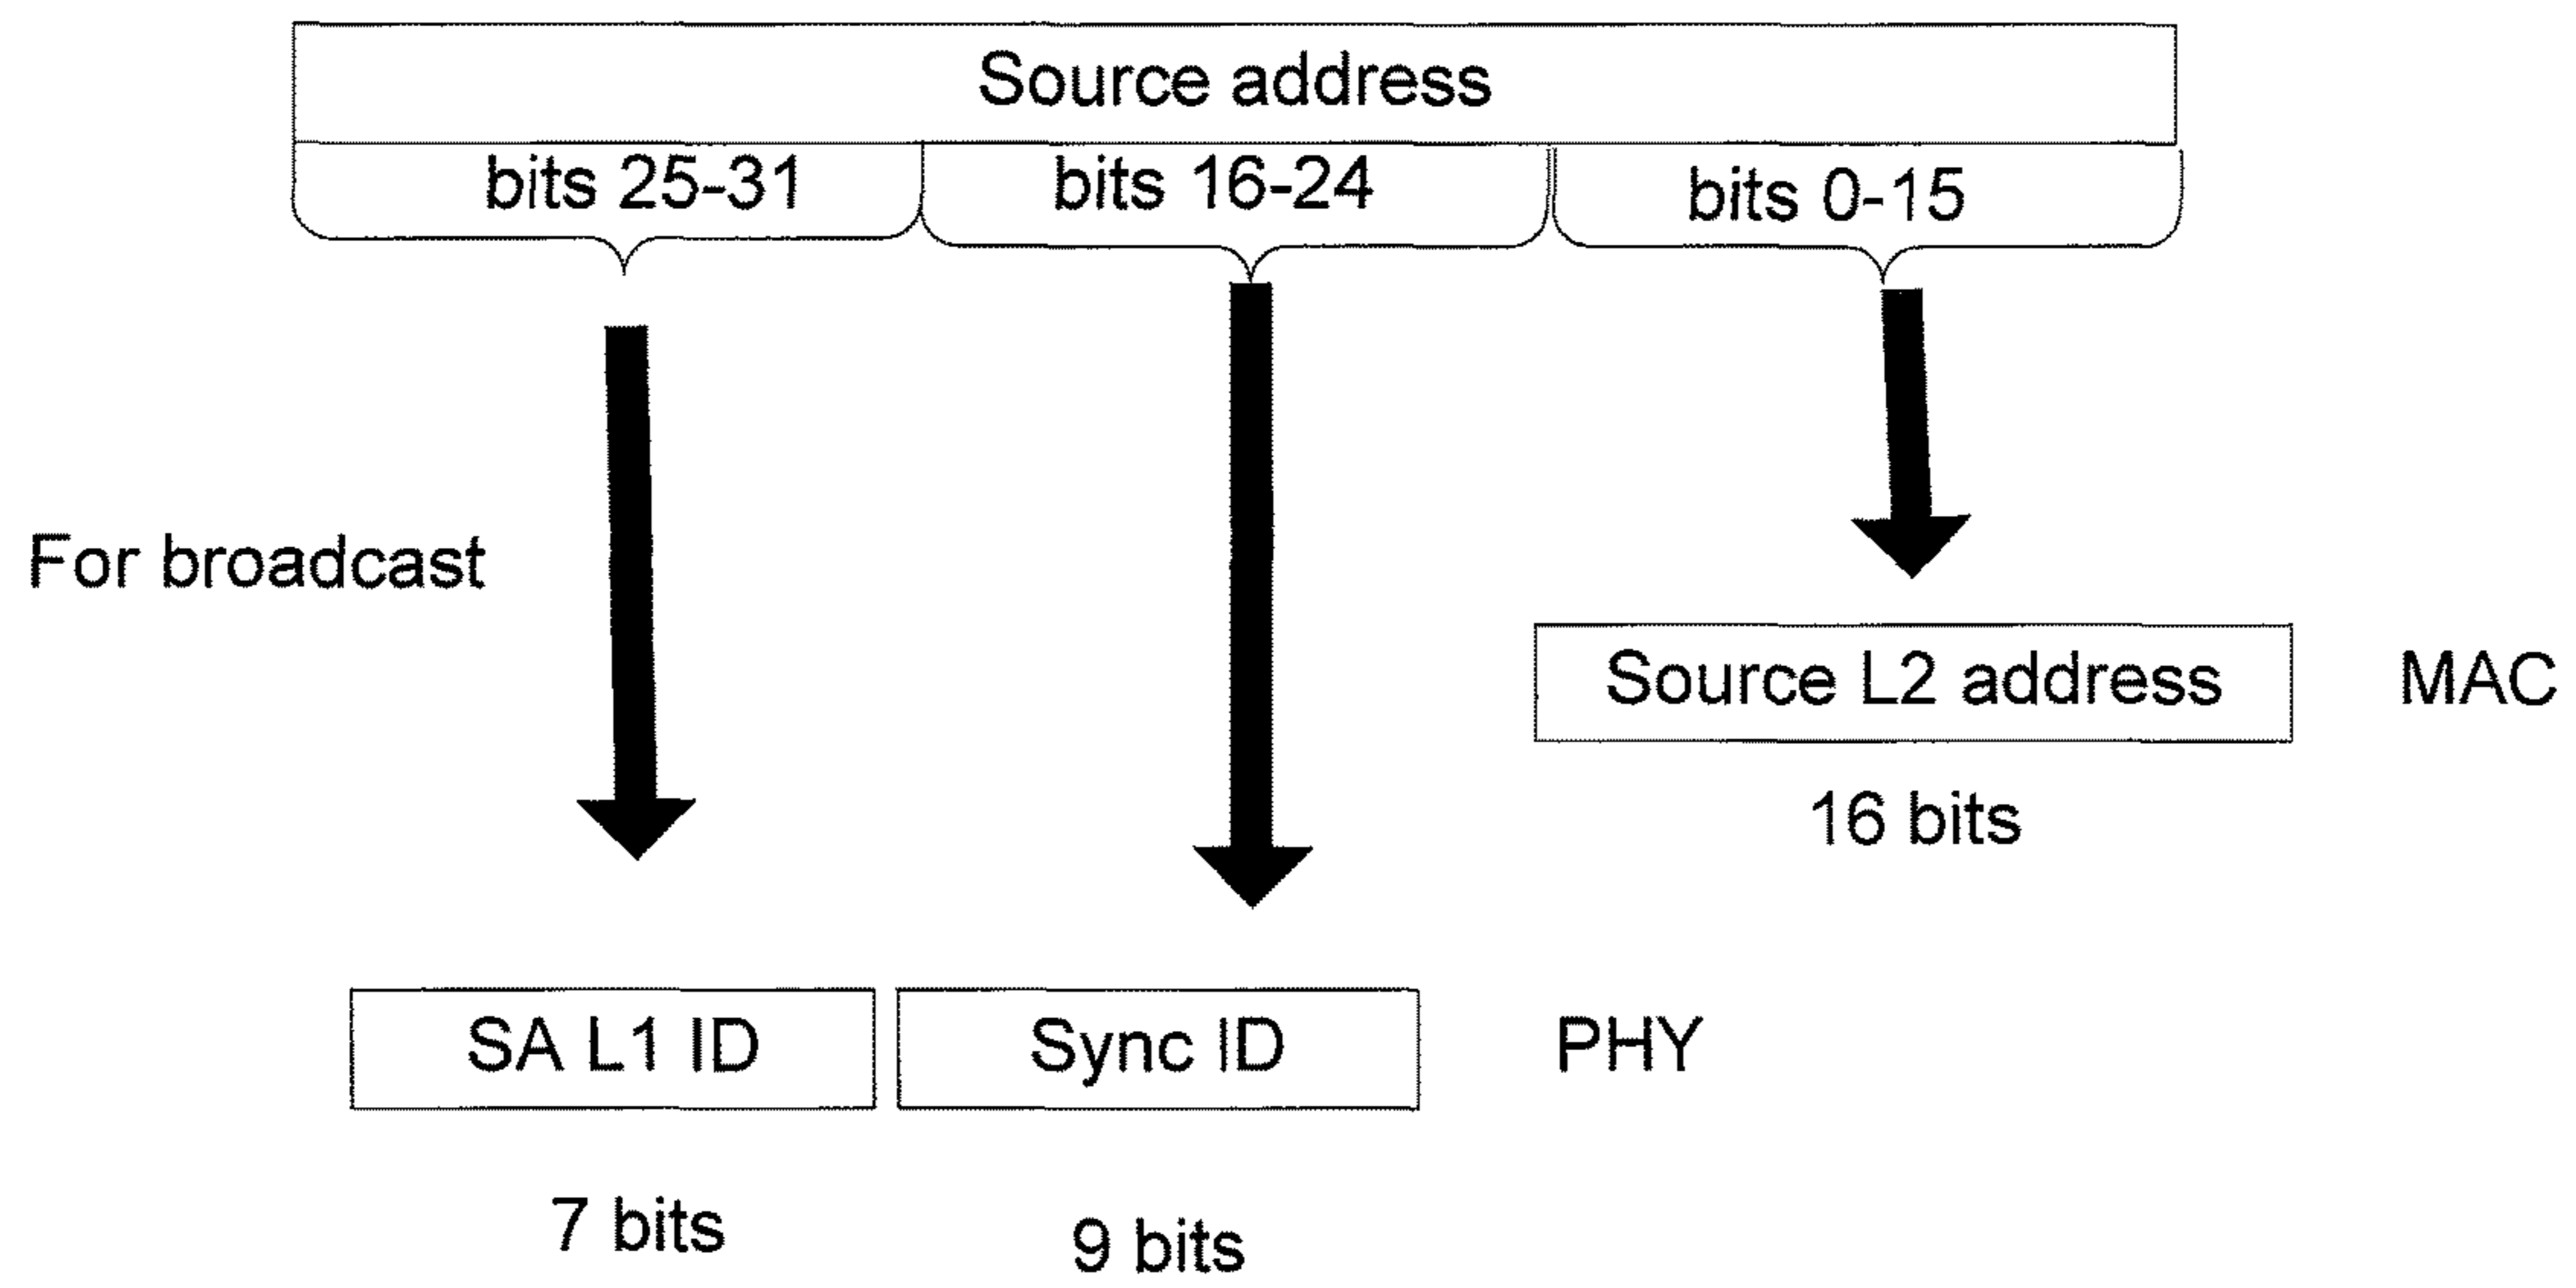 Source address
bits 25-31
bits 16-24
bits 0-15
For broadcast
Source L2 address
MAC
16 bits
SA L1 ID
Sync ID
PHY
7 bits
9 bits